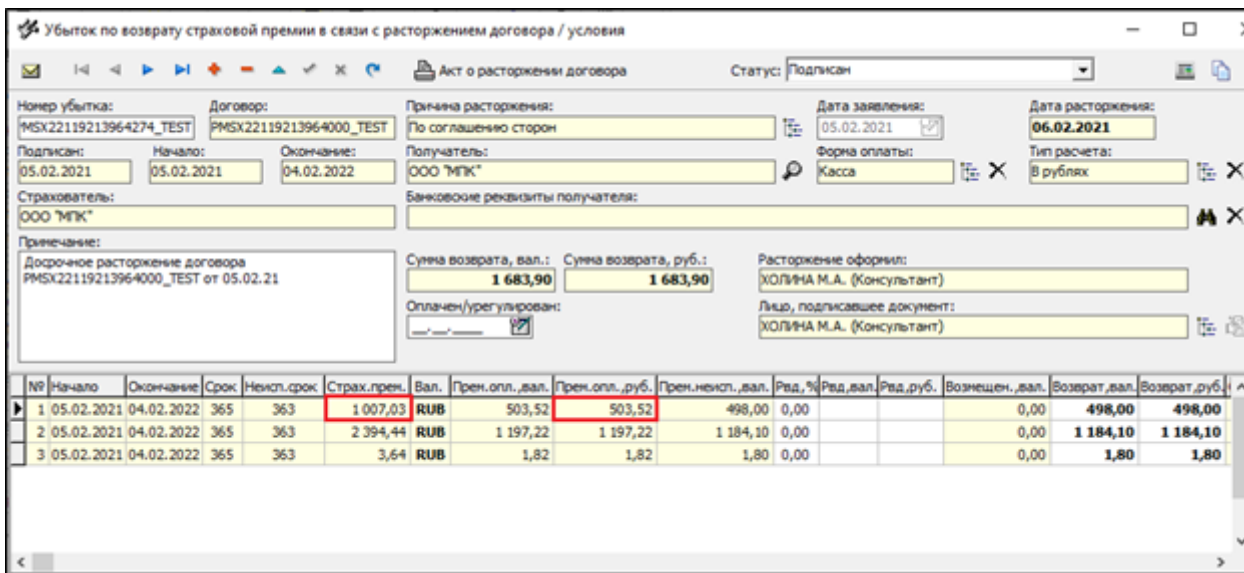 Убыток по возврату страховой премии в связи с расторжением договора / условия
Акт о расторжении договора Статус: Подписан
Номер убытка: Договор: Причина расторжения: Дата заявления: Дата расторжения:
MSX22119213964274_TEST PMSX22119213964000_TEST По соглашению сторон 05.02.2021 06.02.2021
Подписан: Начало: Окончание: Получатель: Форма оплаты: Тип расчета:
05.02.2021 05.02.2021 04.02.2022 ООО "МПК" Касса В рублях
Страхователь: Банковские реквизиты получателя:
ООО "МПК"
Примечание:
Досрочное расторжение договора
PMSX22119213964000_TEST от 05.02.21
Сумма возврата, вал.: Сумма возврата, руб.: Расторжение оформил:
1 683,90 1 683,90 ХОЛИНА М.А. (Консультант)
Оплачен/урегулирован: Лицо, подписавшее документ:
__.__.____ ХОЛИНА М.А. (Консультант)
№ Начало Окончание Срок Неисп.срок Страх.прем. Вал. Прем.опл.,вал. Прем.опл.,руб. Прем.неисп.,вал. Рвд,% Рвд,вал. Рвд,руб. Возмещен.,вал. Возврат,вал. Возврат,руб.
1 05.02.2021 04.02.2022 365 363 1 007,03 RUB 503,52 503,52 498,00 0,00 0,00 498,00 498,00
2 05.02.2021 04.02.2022 365 363 2 394,44 RUB 1 197,22 1 197,22 1 184,10 0,00 0,00 1 184,10 1 184,10
3 05.02.2021 04.02.2022 365 363 3,64 RUB 1,82 1,82 1,80 0,00 0,00 1,80 1,80